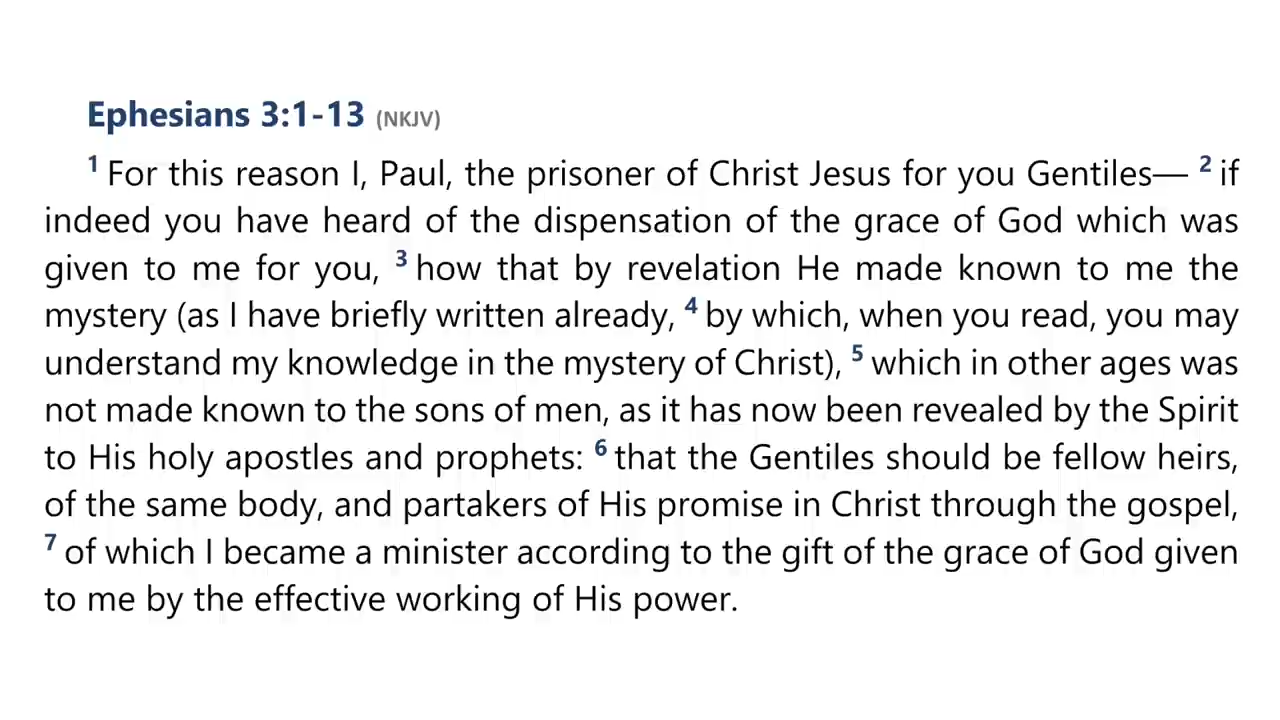 Ephesians 3:1-13 (NKJV)
1 For this reason I, Paul, the prisoner of Christ Jesus for you Gentiles— 2 if
indeed you have heard of the dispensation of the grace of God which was
given to me for you, 3 how that by revelation He made known to me the
mystery (as I have briefly written already, 4 by which, when you read, you may
understand my knowledge in the mystery of Christ), 5 which in other ages was
not made known to the sons of men, as it has now been revealed by the Spirit
to His holy apostles and prophets: 6 that the Gentiles should be fellow heirs,
of the same body, and partakers of His promise in Christ through the gospel,
7 of which I became a minister according to the gift of the grace of God given
to me by the effective working of His power.